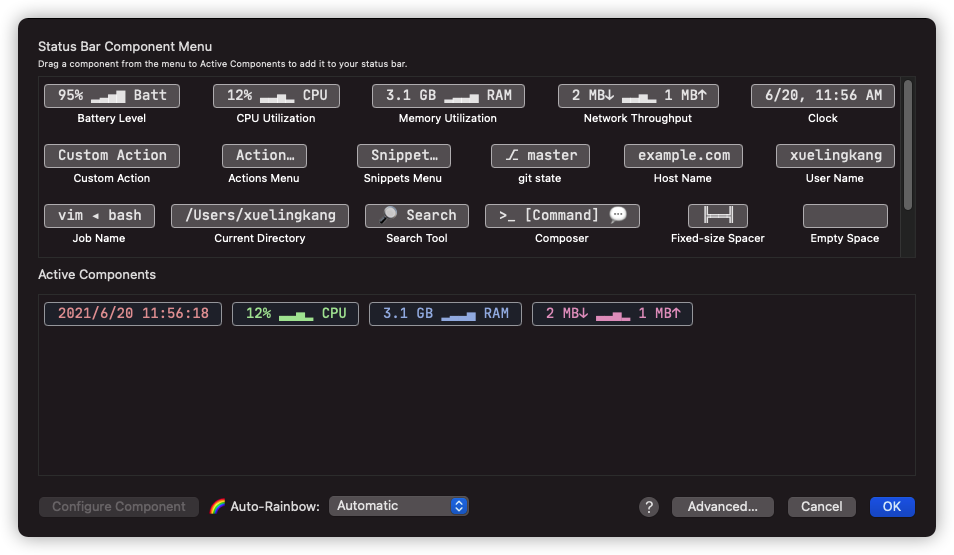 Status Bar Component Menu
Drag a component from the menu to Active Components to add it to your status bar.
95% ▂▃▅▇ Batt 12% ▃▃▅▂ CPU 3.1 GB ▂▃▃▅ RAM 2 MB↓ ▃▃▅▂ 1 MB↑ 6/20, 11:56 AM
Battery Level CPU Utilization Memory Utilization Network Throughput Clock
Custom Action Action… Snippet… ⎇ master example.com xuelingkang
Custom Action Actions Menu Snippets Menu git state Host Name User Name
vim ◂ bash /Users/xuelingkang 🔎 Search >_ [Command] 💬 ╠══╣
Job Name Current Directory Search Tool Composer Fixed-size Spacer Empty Space
Active Components
2021/6/20 11:56:18 12% ▃▃▅▂ CPU 3.1 GB ▂▃▃▅ RAM 2 MB↓ ▃▃▅▂ 1 MB↑
Configure Component 🌈 Auto-Rainbow: Automatic ? Advanced... Cancel OK